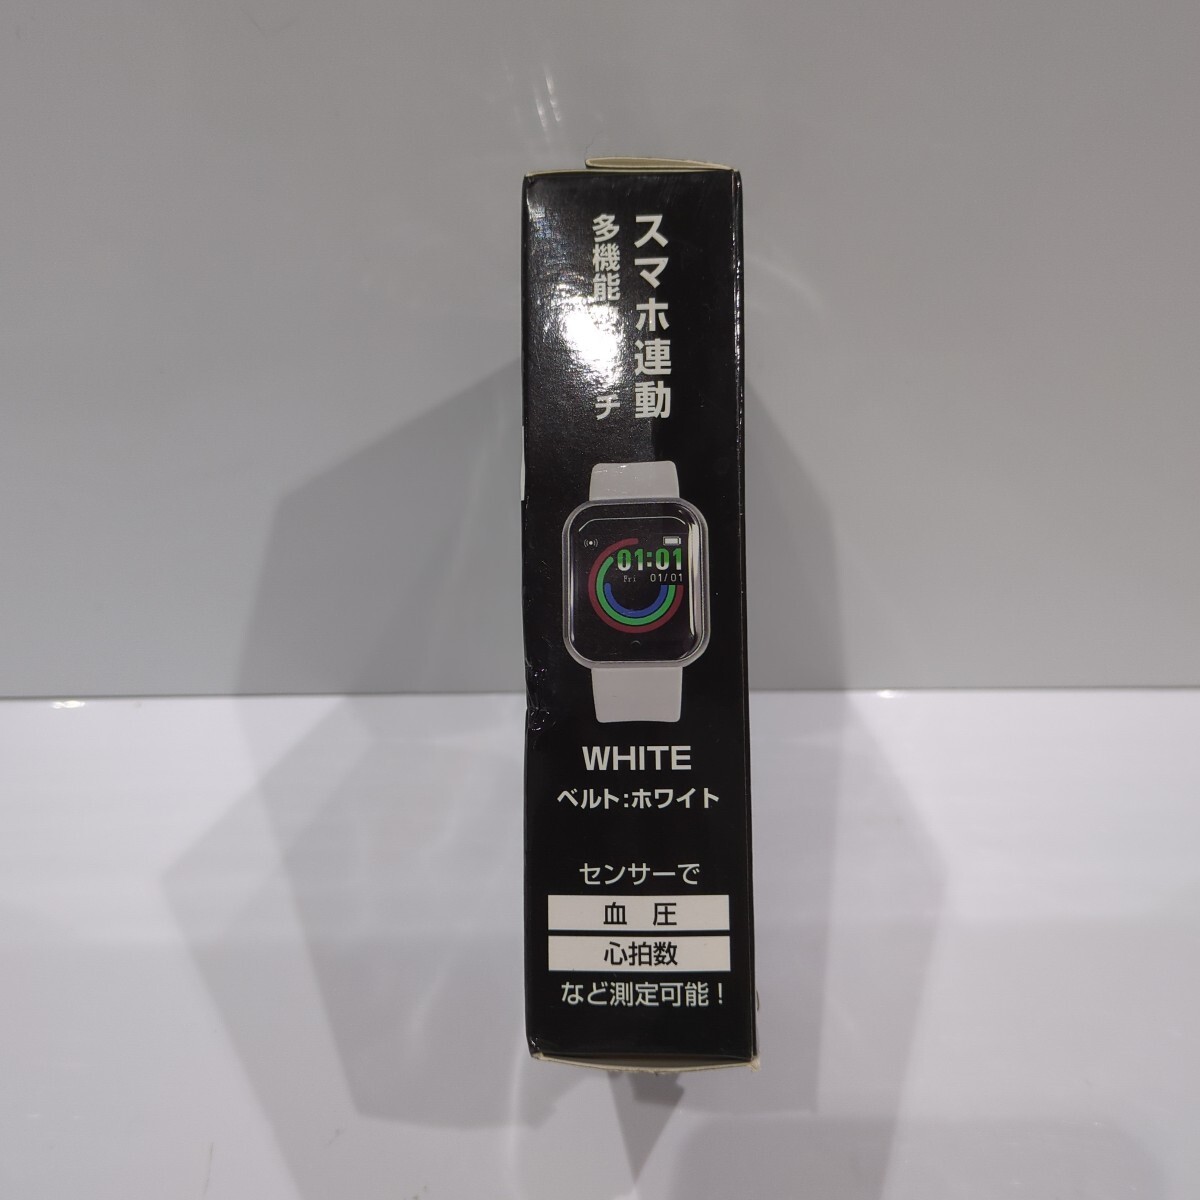 スマホ連動
多機能
チ
01:01
Fri 01/01
WHITE
ベルト:ホワイト
センサーで
血 圧
心拍数
など測定可能!